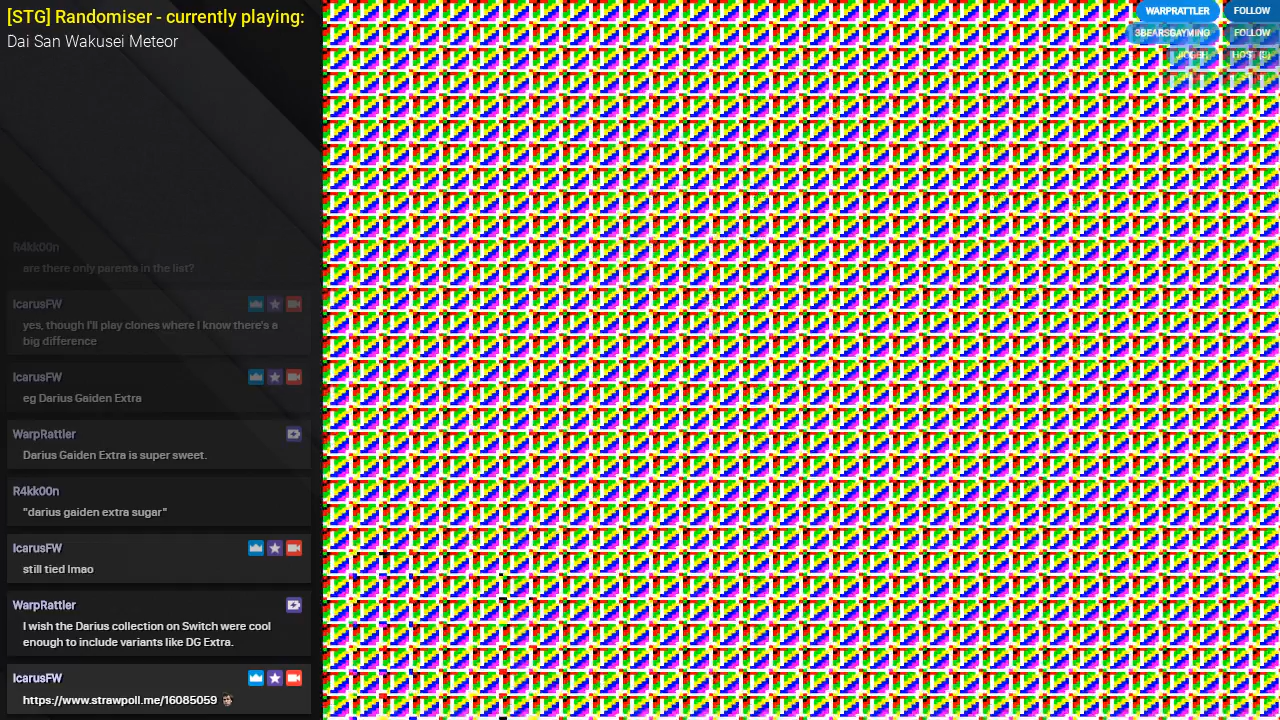 [STG] Randomiser - currently playing:
Dai San Wakusei Meteor
WARPRATTLER FOLLOW
3BEARSGAYMING FOLLOW
HOST
R4kk00n
are there only parents in the list?
IcarusFW
yes, though I'll play clones where I know there's a
big difference
IcarusFW
eg Darius Gaiden Extra
WarpRattler
Darius Gaiden Extra is super sweet.
R4kk00n
"darius gaiden extra sugar"
IcarusFW
still tied lmao
WarpRattler
I wish the Darius collection on Switch were cool
enough to include variants like DG Extra.
IcarusFW
https://www.strawpoll.me/16085059